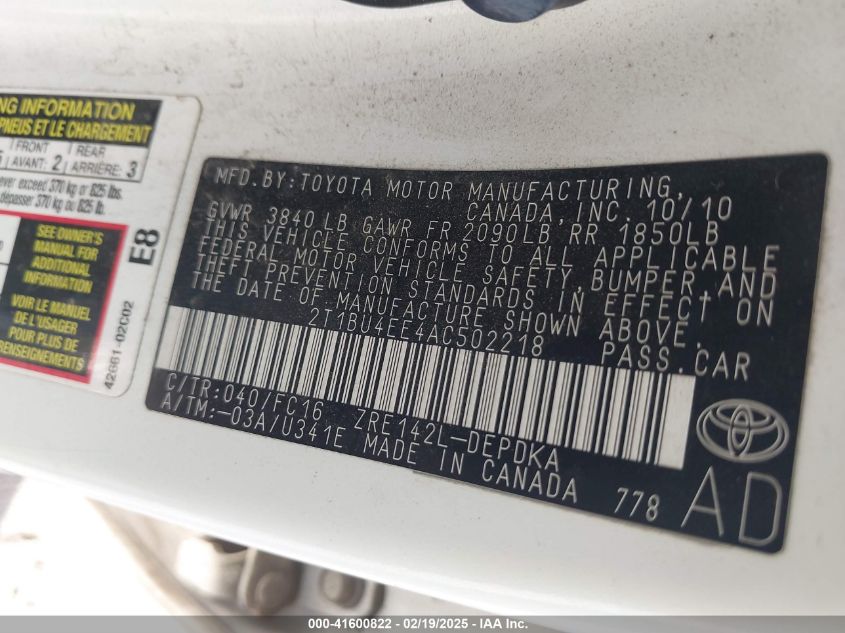 NG INFORMATION
PNEUS ET LE CHARGEMENT
FRONT REAR
AVANT: 2 ARRIÈRE: 3
ever exceed 370 kg or 825 lbs.
dépasser 370 kg ou 825 lb.
SEE OWNER'S
MANUAL FOR
ADDITIONAL
INFORMATION
VOIR LE MANUEL
DE L'USAGER
POUR PLUS DE
RENSEIGNEMENTS
E8
42661-02C02
MFD. BY: TOYOTA MOTOR MANUFACTURING,
CANADA, INC. 10/10
GVWR 3840 LB GAWR FR 2090LB RR 1850LB
THIS VEHICLE CONFORMS TO ALL APPLICABLE
FEDERAL MOTOR VEHICLE SAFETY, BUMPER AND
THEFT PREVENTION STANDARDS IN EFFECT ON
THE DATE OF MANUFACTURE SHOWN ABOVE.
2T1BU4EE4AC502218 PASS.CAR
C/TR:040/FC16 ZRE142L-DEPDKA
A/TM:-03A/U341E MADE IN CANADA 778
AD
000-41600822 - 02/19/2025 - IAA Inc.